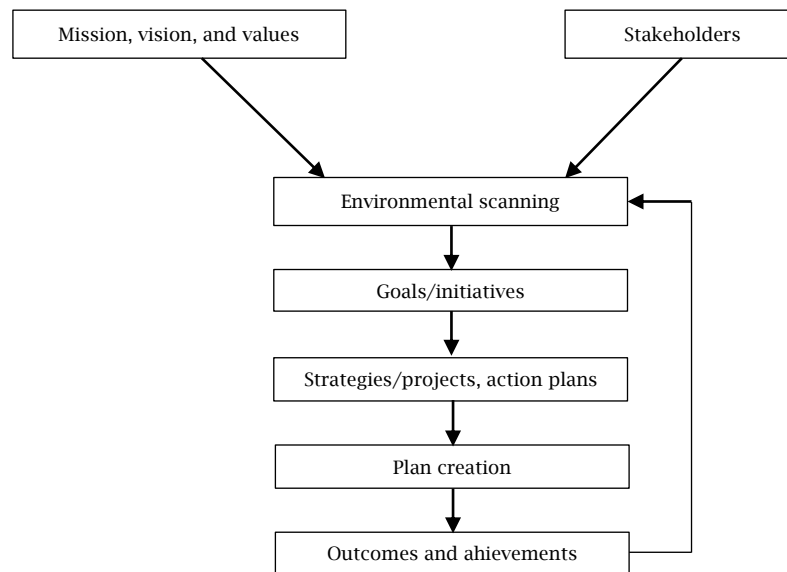 Mission, vision, and values
Stakeholders
Environmental scanning
Goals/initiatives
Strategies/projects, action plans
Plan creation
Outcomes and ahievements